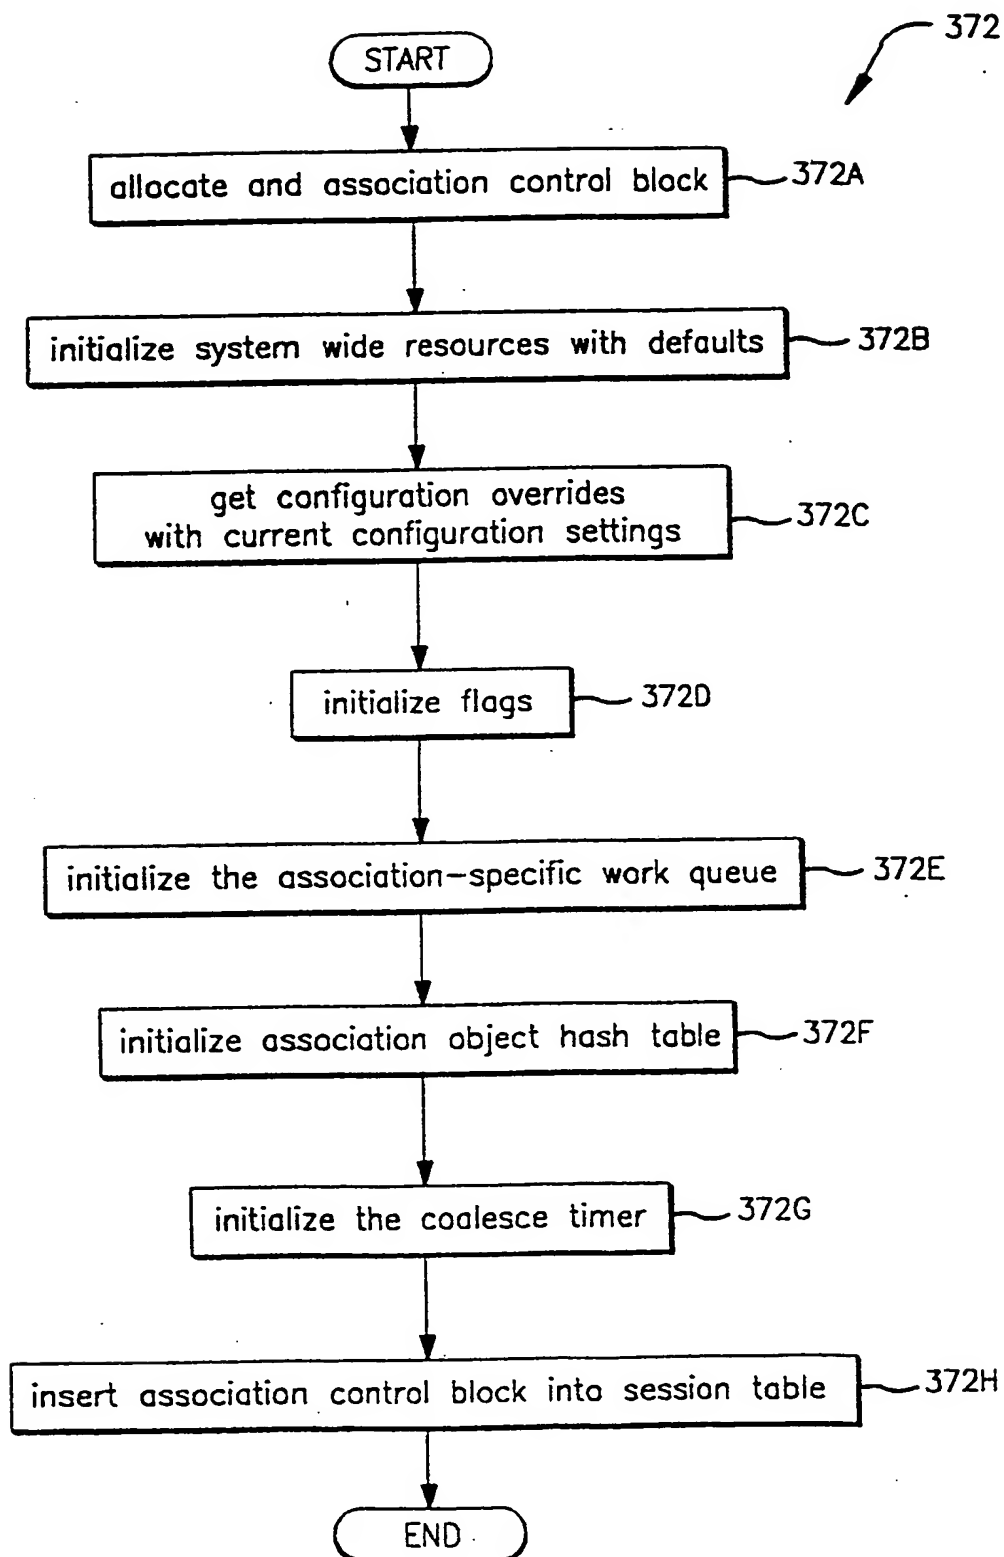 372
START
allocate and association control block
372A
initialize system wide resources with defaults
372B
get configuration overrides
with current configuration settings
372C
initialize flags
372D
initialize the association-specific work queue
372E
initialize association object hash table
372F
initialize the coalesce timer
372G
insert association control block into session table
372H
END